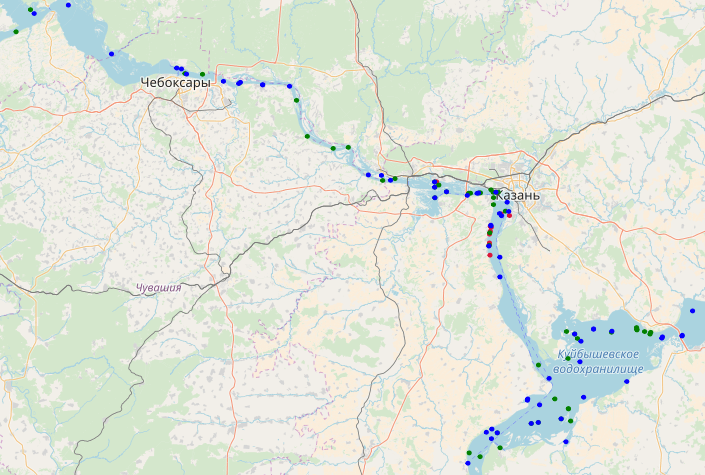 Чебоксары
Казань
Чувашия
Куйбышевское
водохранилище